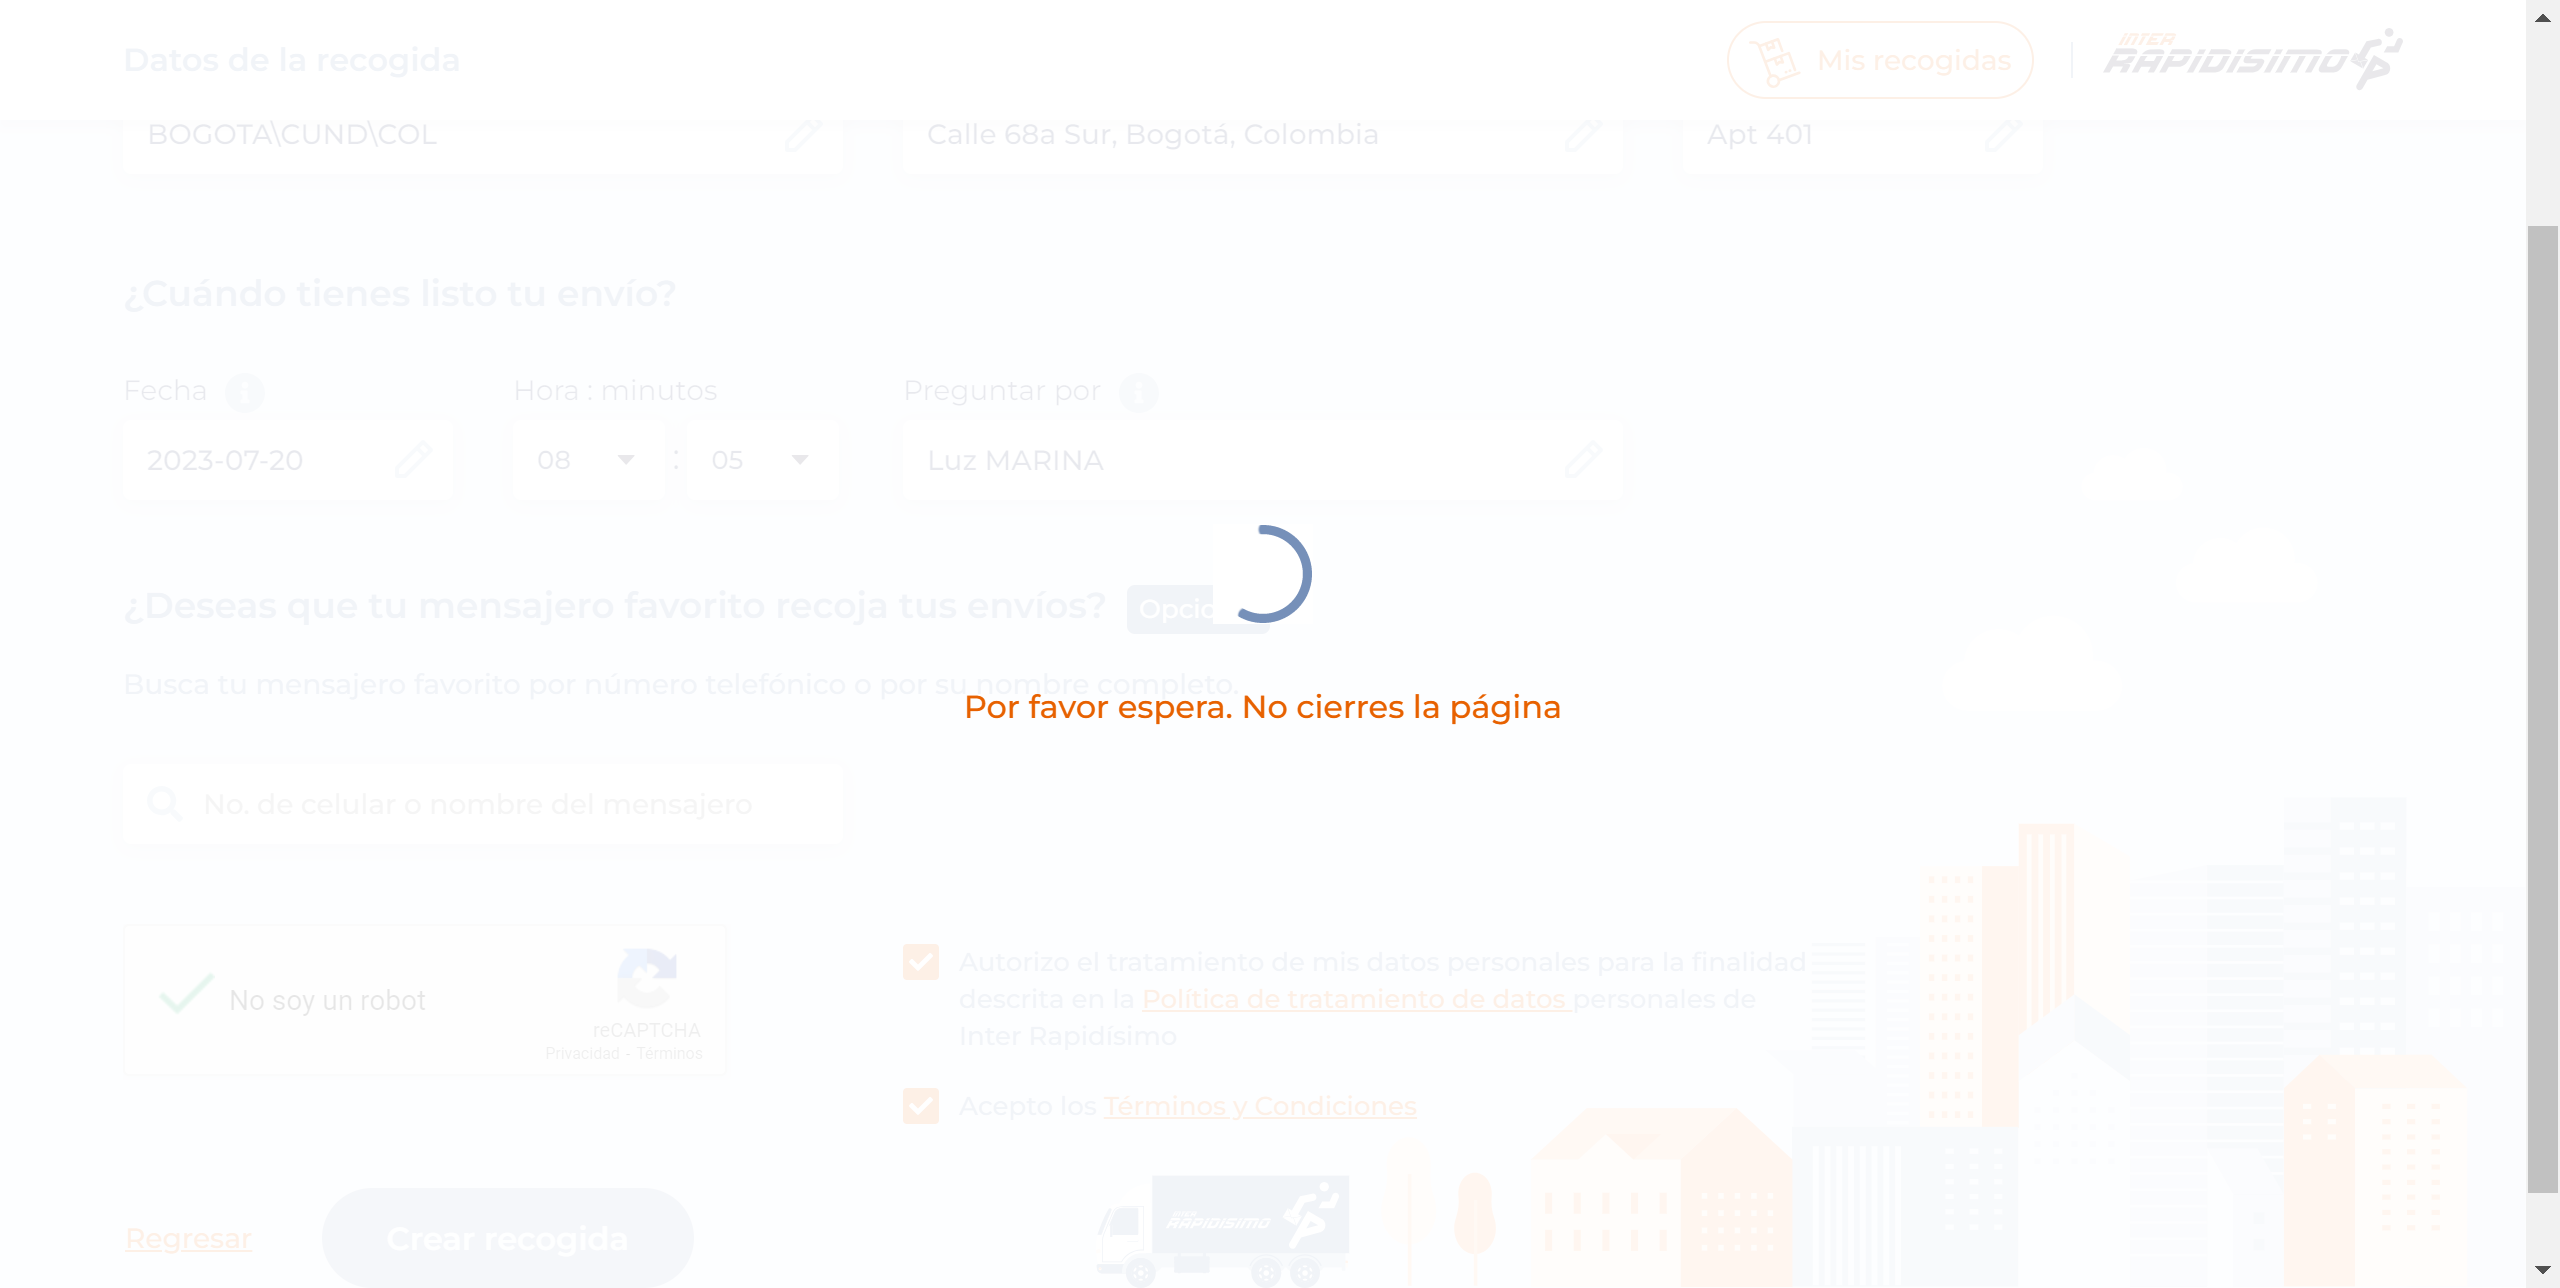 Datos de la recogida
Mis recogidas
INTER
RAPIDISIMO
BOGOTA\CUND\COL
Calle 68a Sur, Bogotá, Colombia
Apt 401
¿Cuándo tienes listo tu envío?
Fecha
Hora : minutos
Preguntar por
2023-07-20
08 : 05
Luz MARINA
¿Deseas que tu mensajero favorito recoja tus envíos?
Busca tu mensajero favorito por número telefónico o por su nombre completo.
Por favor espera. No cierres la página
No. de celular o nombre del mensajero
No soy un robot
reCAPTCHA
Privacidad - Términos
Autorizo el tratamiento de mis datos personales para la finalidad
descrita en la Política de tratamiento de datos personales de
Inter Rapidísimo
Acepto los Términos y Condiciones
Regresar
Crear recogida
INTER
RAPIDISIMO